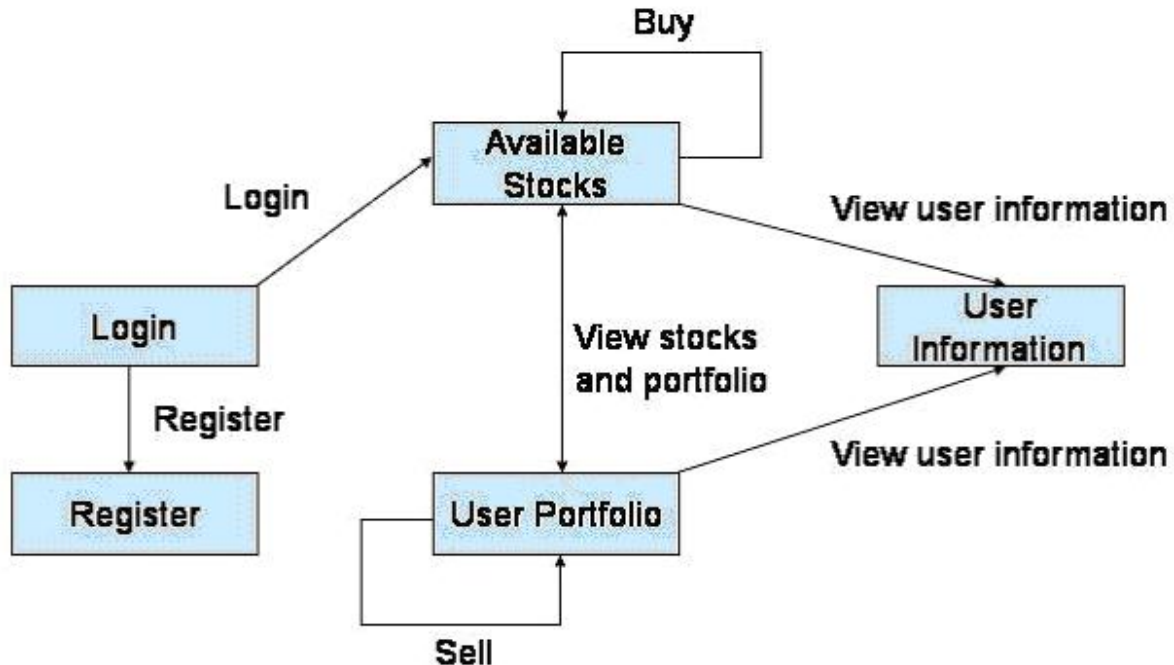 Buy
Available
Stocks
Login
View user information
Login
User
Information
View stocks
and portfolio
Register
View user information
Register
User Portfolio
Sell